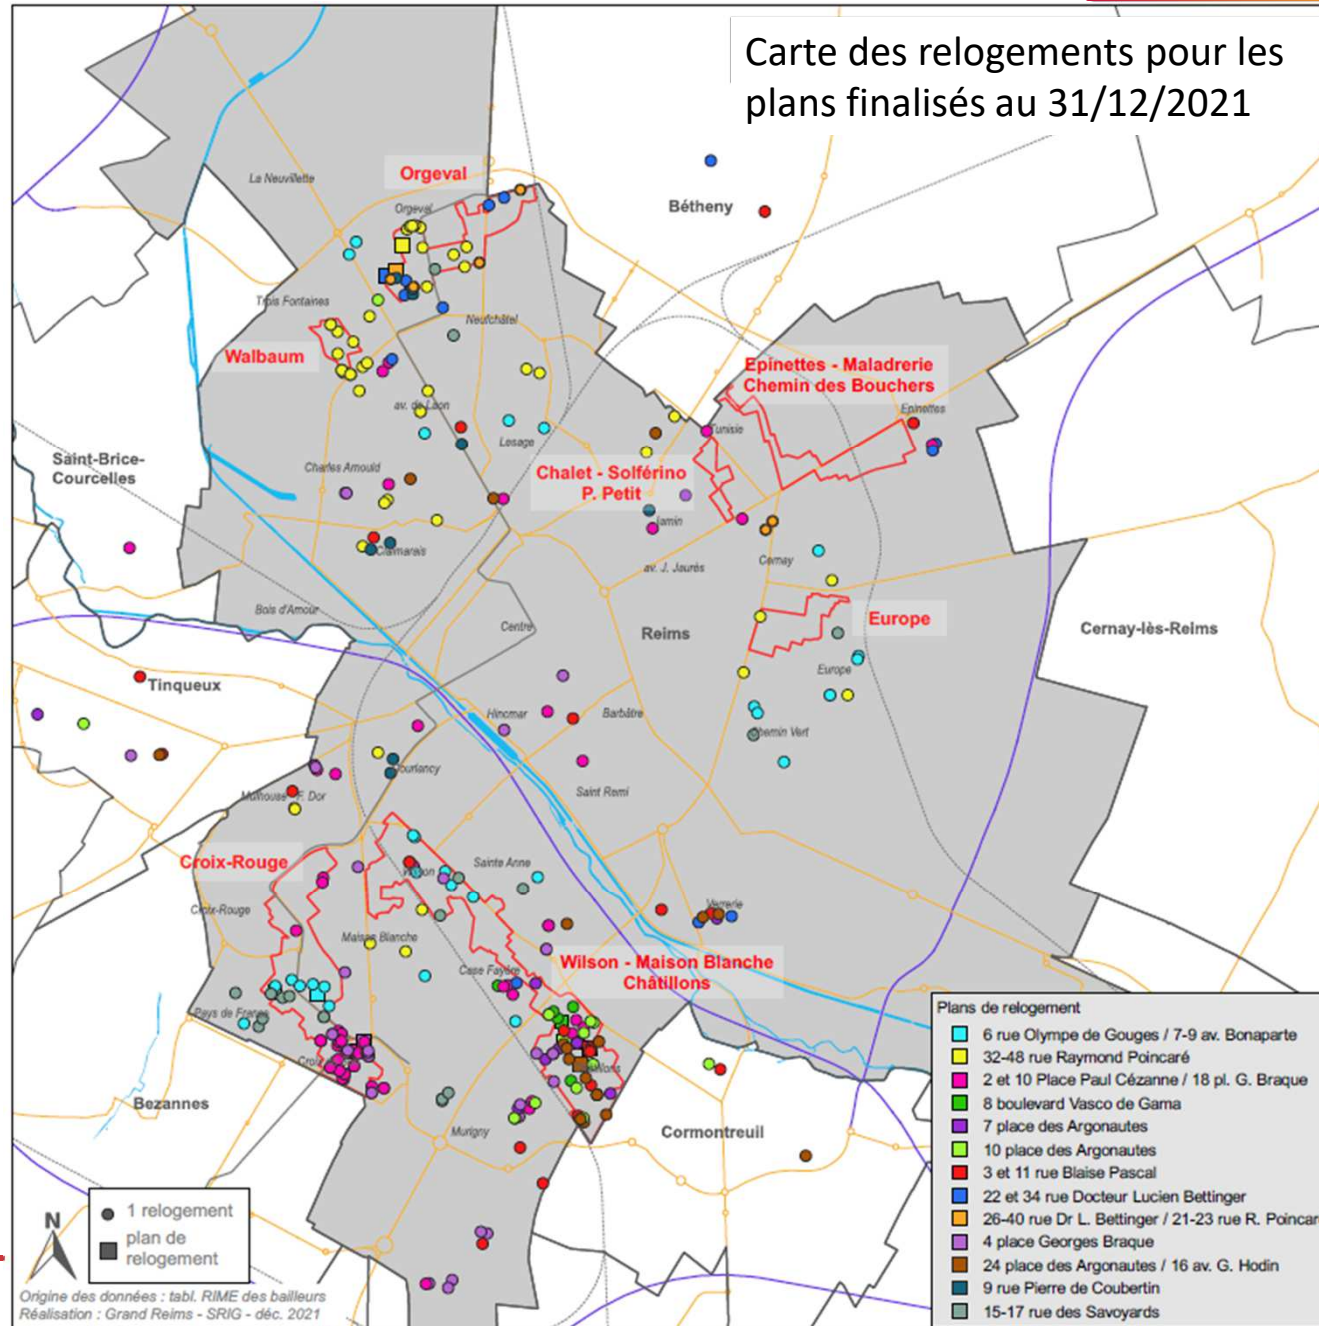 Carte des relogements pour les
plans finalisés au 31/12/2021
La Neuvillette
Orgeval
Orgeval
Bétheny
Trois Fontaines
Neufchâtel
Walbaum
Epinettes - Maladrerie
Chemin des Bouchers
av. de Laon
Epinettes
Lesage
Tunisie
Saint-Brice-
Courcelles
Charles Arnould
Chalet - Solférino
P. Petit
Jamin
Clairmarais
Cernay
av. J. Jaurés
Bois d'Amour
Centre
Reims
Europe
Cernay-lès-Reims
Europe
Tinqueux
Hincmar
Barbâtre
Chemin Vert
Courlancy
Mulhouse - F. Dor
Saint Remi
Croix-Rouge
Wilson
Sainte Anne
Croix-Rouge
Verrerie
Maison Blanche
Wilson - Maison Blanche
Châtillons
Case Fayère
Pays de France
Bezannes
Murigny
Cormontreuil
Plans de relogement
6 rue Olympe de Gouges / 7-9 av. Bonaparte
32-48 rue Raymond Poincaré
2 et 10 Place Paul Cézanne / 18 pl. G. Braque
8 boulevard Vasco de Gama
7 place des Argonautes
10 place des Argonautes
3 et 11 rue Blaise Pascal
22 et 34 rue Docteur Lucien Bettinger
26-40 rue Dr L. Bettinger / 21-23 rue R. Poincar
4 place Georges Braque
24 place des Argonautes / 16 av. G. Hodin
9 rue Pierre de Coubertin
15-17 rue des Savoyards
N
1 relogement
plan de
relogement
Origine des données : tabl. RIME des bailleurs
Réalisation : Grand Reims - SRIG - déc. 2021